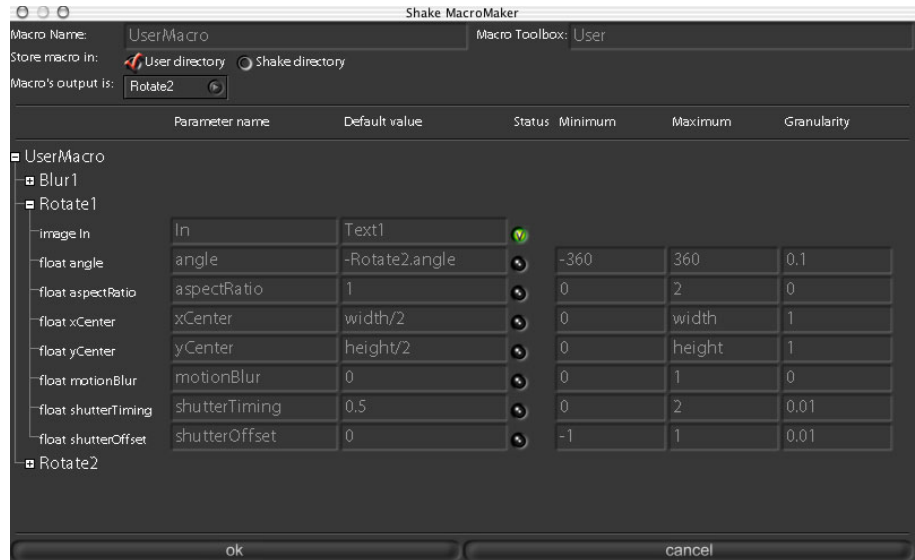 Shake MacroMaker
Macro Name: UserMacro Macro Toolbox: User
Store macro in: User directory Shake directory
Macro's output is: Rotate2
Parameter name Default value Status Minimum Maximum Granularity
UserMacro
Blur1
Rotate1
image In In Text1
float angle angle -Rotate2.angle -360 360 0.1
float aspectRatio aspectRatio 1 0 2 0
float xCenter xCenter width/2 0 width 1
float yCenter yCenter height/2 0 height 1
float motionBlur motionBlur 0 0 1 0
float shutterTiming shutterTiming 0.5 0 2 0.01
float shutterOffset shutterOffset 0 -1 1 0.01
Rotate2
ok cancel